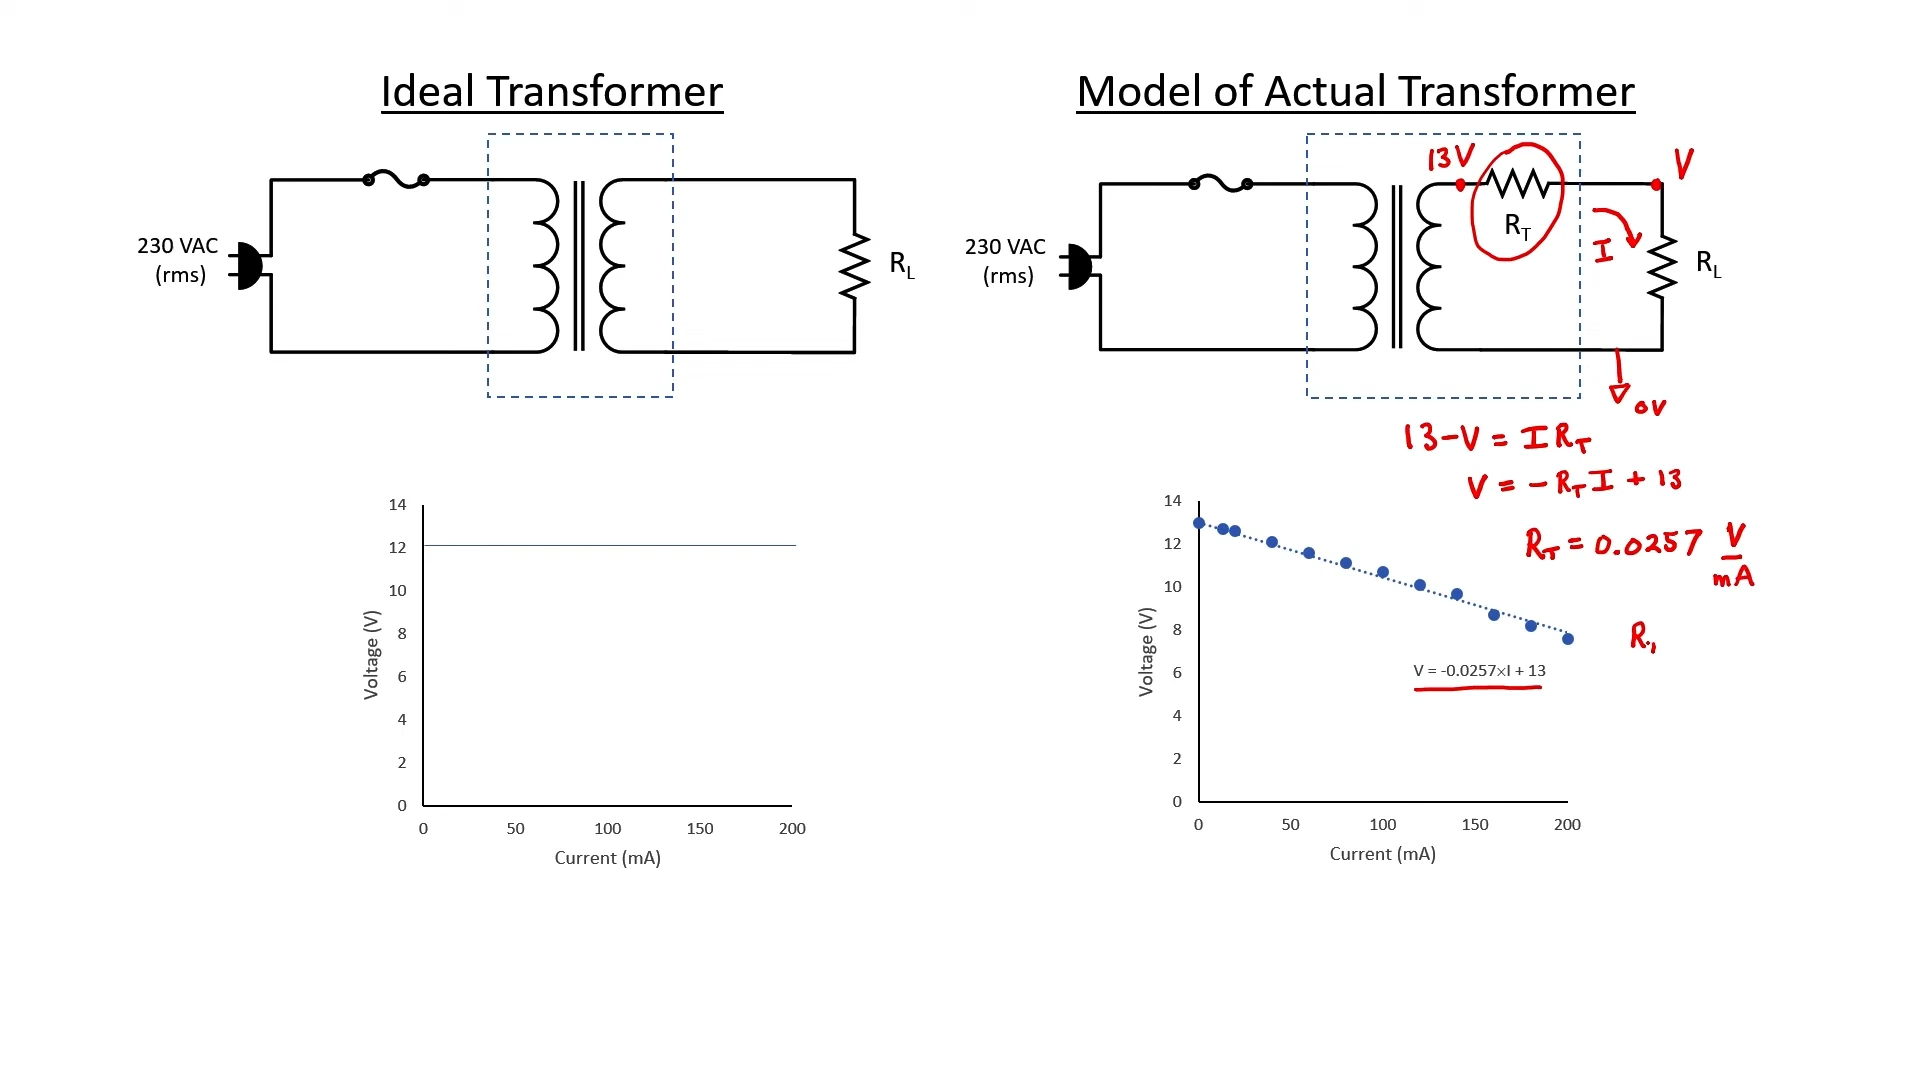 Ideal Transformer
230 VAC
(rms)
R_L
14
12
10
8
6
4
2
0
Voltage (V)
0 50 100 150 200
Current (mA)
Model of Actual Transformer
13V
V
230 VAC
(rms)
R_T
I
R_L
0V
13-V = I R_T
V = - R_T I + 13
R_T = 0.0257 V/mA
R
14
12
10
8
6
4
2
0
Voltage (V)
V = -0.0257×I + 13
0 50 100 150 200
Current (mA)